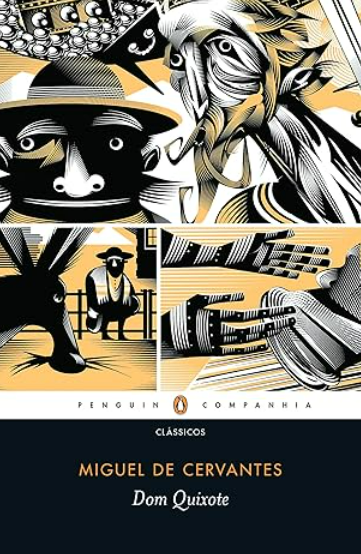 PENGUIN COMPANHIA
CLÁSSICOS
MIGUEL DE CERVANTES
Dom Quixote